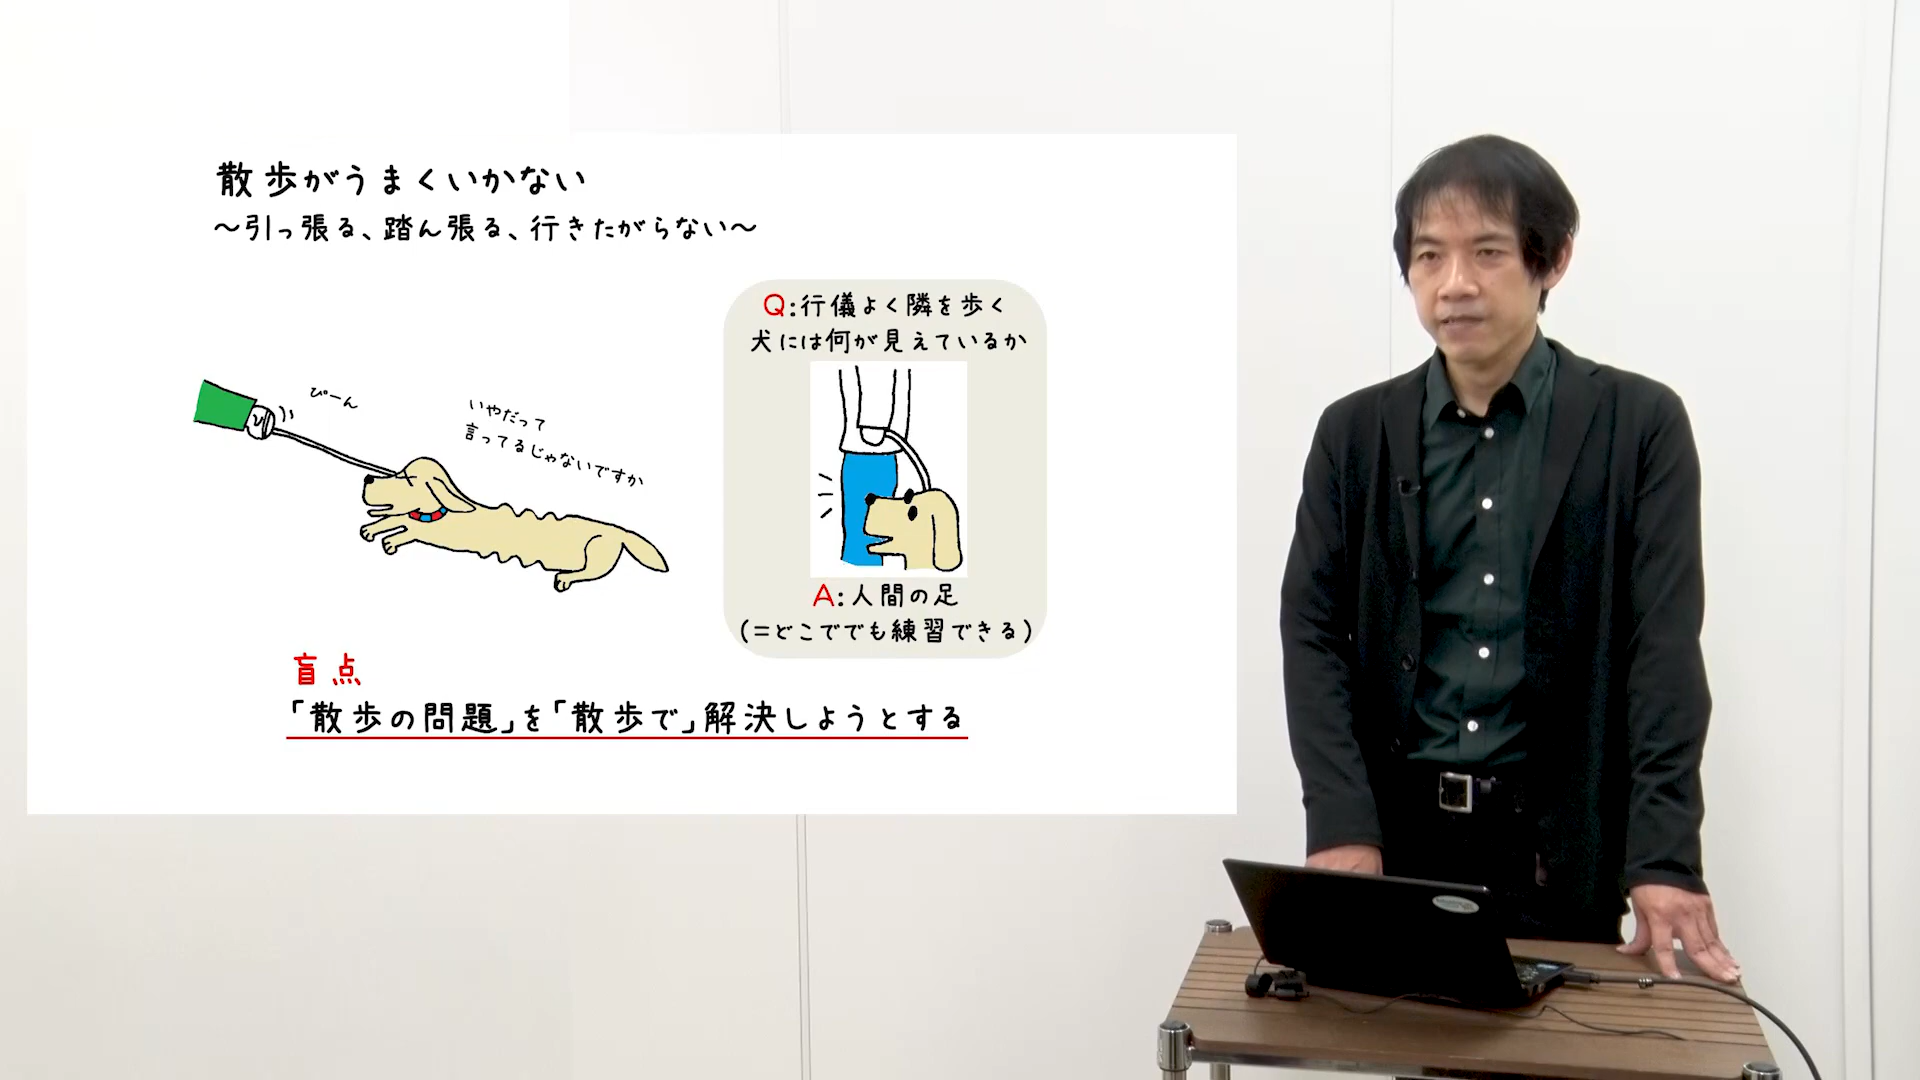 散歩がうまくいかない
〜引っ張る、踏ん張る、行きたがらない〜
ぴーん
いやだって
言ってるじゃないですか
Q:行儀よく隣を歩く
犬には何が見えているか
A:人間の足
(=どこででも練習できる)
盲点
「散歩の問題」を「散歩で」解決しようとする